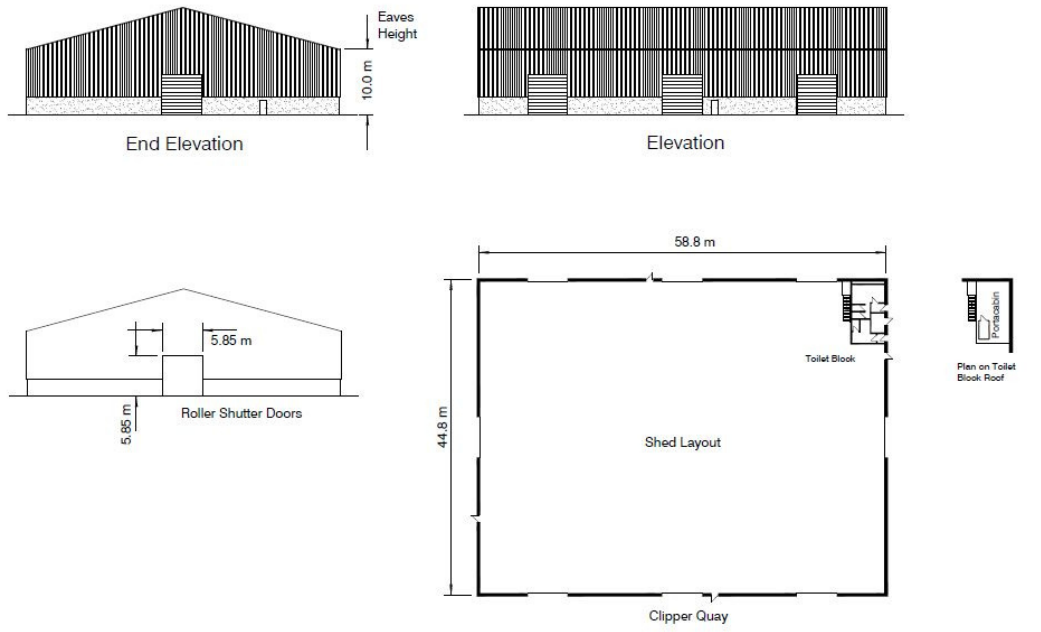 Eaves
Height
10.0 m
End Elevation
Elevation
58.8 m
5.85 m
5.85 m
Roller Shutter Doors
44.8 m
Toilet Block
Portacabin
Plan on Toilet
Block Roof
Shed Layout
Clipper Quay